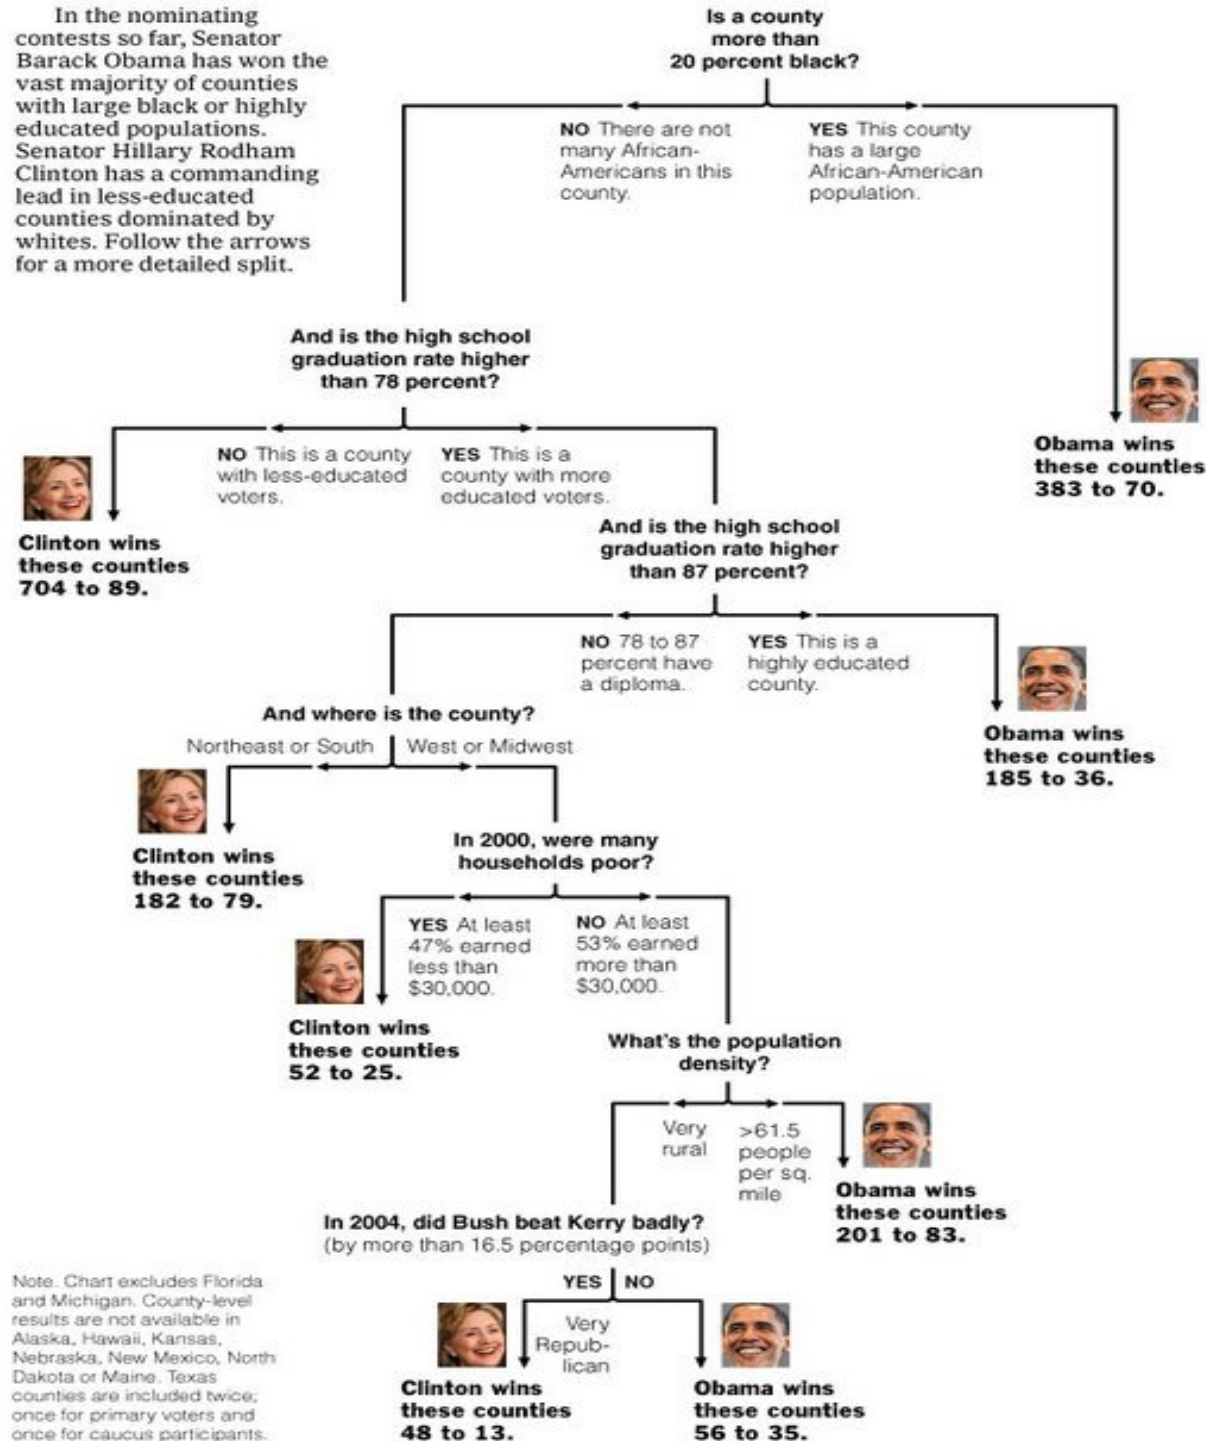 In the nominating
contests so far, Senator
Barack Obama has won the
vast majority of counties
with large black or highly
educated populations.
Senator Hillary Rodham
Clinton has a commanding
lead in less-educated
counties dominated by
whites. Follow the arrows
for a more detailed split.
Is a county
more than
20 percent black?
NO There are not
many African-
Americans in this
county.
YES This county
has a large
African-American
population.
Obama wins
these counties
383 to 70.
And is the high school
graduation rate higher
than 78 percent?
NO This is a county
with less-educated
voters.
YES This is a
county with more
educated voters.
Clinton wins
these counties
704 to 89.
And is the high school
graduation rate higher
than 87 percent?
NO 78 to 87
percent have
a diploma.
YES This is a
highly educated
county.
Obama wins
these counties
185 to 36.
And where is the county?
Northeast or South
West or Midwest
Clinton wins
these counties
182 to 79.
In 2000, were many
households poor?
YES At least
47% earned
less than
$30,000.
NO At least
53% earned
more than
$30,000.
Clinton wins
these counties
52 to 25.
What's the population
density?
Very
rural
>61.5
people
per sq.
mile
Obama wins
these counties
201 to 83.
In 2004, did Bush beat Kerry badly?
(by more than 16.5 percentage points)
YES
NO
Very
Repub-
lican
Clinton wins
these counties
48 to 13.
Obama wins
these counties
56 to 35.
Note. Chart excludes Florida
and Michigan. County-level
results are not available in
Alaska, Hawaii, Kansas,
Nebraska, New Mexico, North
Dakota or Maine. Texas
counties are included twice;
once for primary voters and
once for caucus participants.